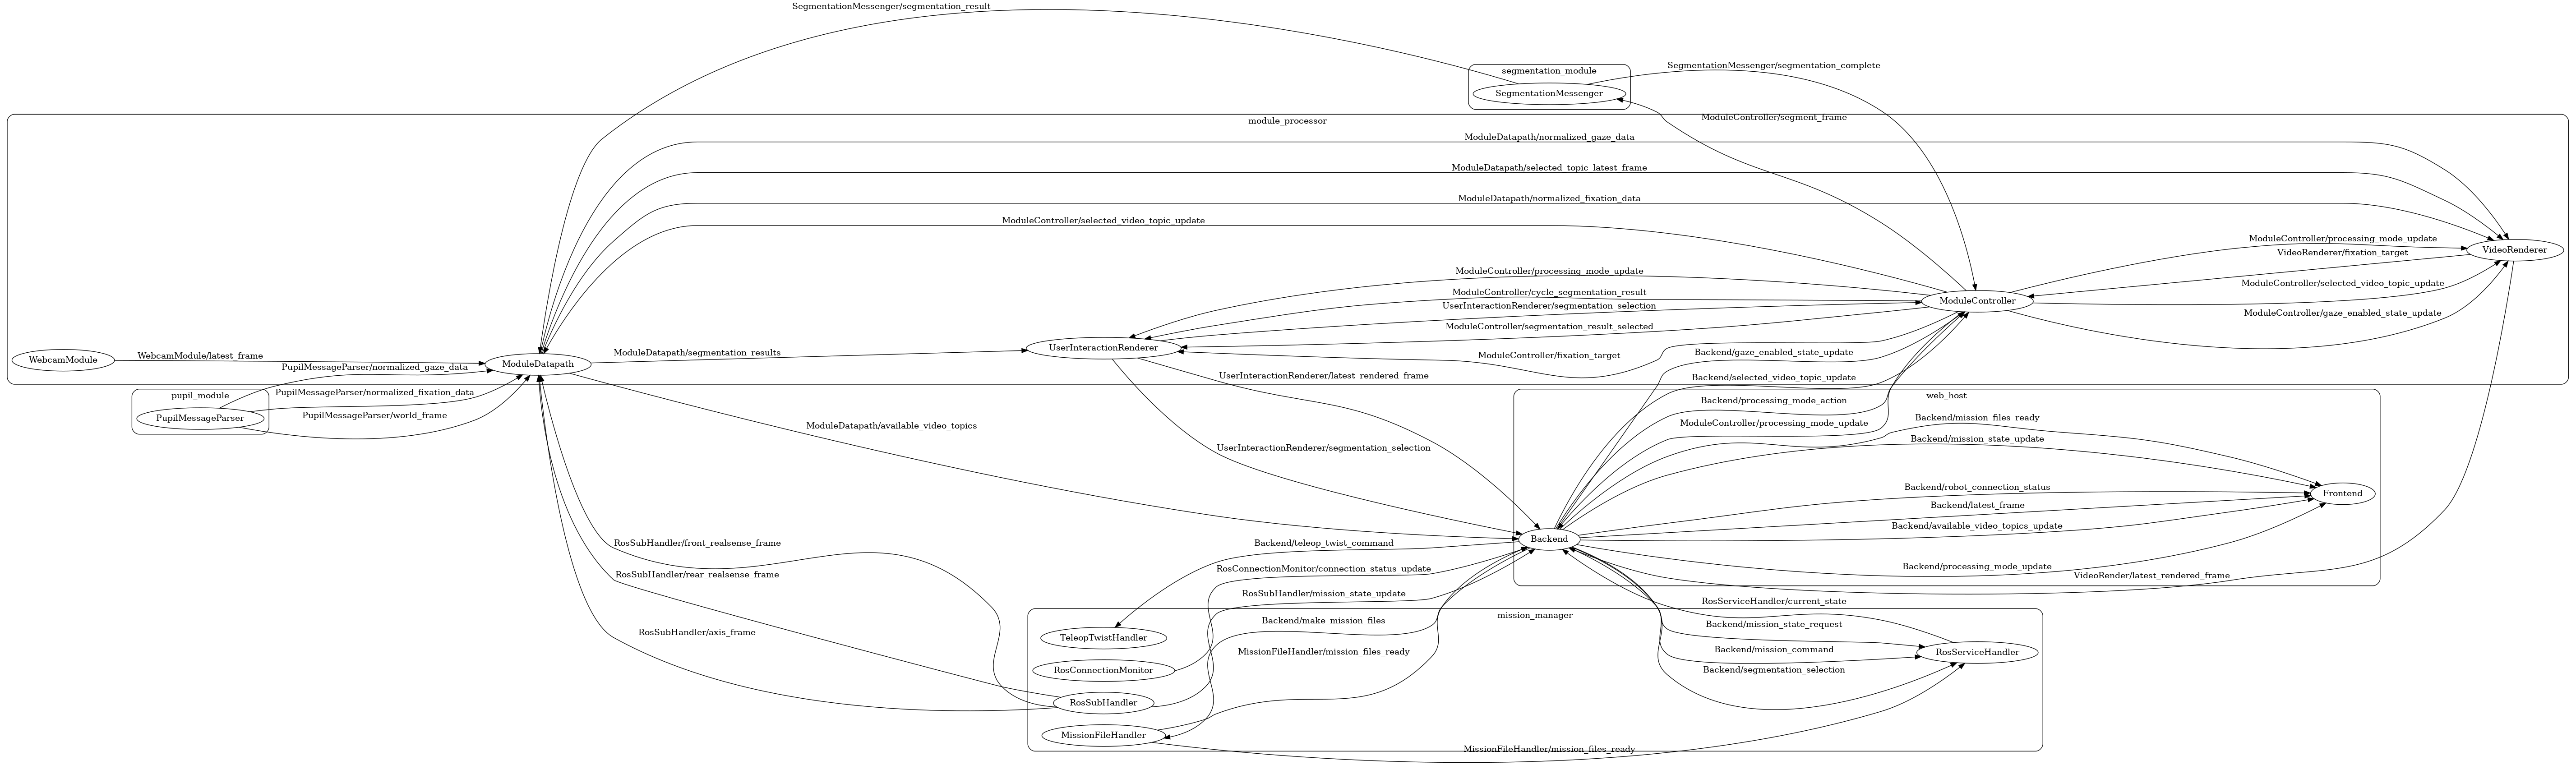 SegmentationMessenger/segmentation_result
segmentation_module
SegmentationMessenger/segmentation_complete
SegmentationMessenger
ModuleController/segment_frame
module_processor
ModuleDatapath/normalized_gaze_data
ModuleDatapath/selected_topic_latest_frame
ModuleDatapath/normalized_fixation_data
ModuleController/selected_video_topic_update
ModuleController/processing_mode_update
VideoRenderer
VideoRenderer/fixation_target
ModuleController/processing_mode_update
ModuleController/selected_video_topic_update
ModuleController/cycle_segmentation_result
ModuleController
UserInteractionRenderer/segmentation_selection
ModuleController/gaze_enabled_state_update
ModuleController/segmentation_result_selected
UserInteractionRenderer
ModuleDatapath/segmentation_results
Backend/gaze_enabled_state_update
WebcamModule/latest_frame
ModuleController/fixation_target
WebcamModule
ModuleDatapath
PupilMessageParser/normalized_gaze_data
UserInteractionRenderer/latest_rendered_frame
Backend/selected_video_topic_update
PupilMessageParser/normalized_fixation_data
pupil_module
web_host
Backend/processing_mode_action
PupilMessageParser/world_frame
PupilMessageParser
Backend/mission_files_ready
ModuleController/processing_mode_update
ModuleDatapath/available_video_topics
Backend/mission_state_update
UserInteractionRenderer/segmentation_selection
Backend/robot_connection_status
Frontend
Backend/latest_frame
Backend/available_video_topics_update
Backend
RosSubHandler/front_realsense_frame
Backend/teleop_twist_command
Backend/processing_mode_update
RosConnectionMonitor/connection_status_update
RosSubHandler/rear_realsense_frame
VideoRender/latest_rendered_frame
RosSubHandler/mission_state_update
RosServiceHandler/current_state
mission_manager
Backend/make_mission_files
Backend/mission_state_request
RosSubHandler/axis_frame
TeleopTwistHandler
Backend/mission_command
MissionFileHandler/mission_files_ready
RosServiceHandler
RosConnectionMonitor
Backend/segmentation_selection
RosSubHandler
MissionFileHandler
MissionFileHandler/mission_files_ready